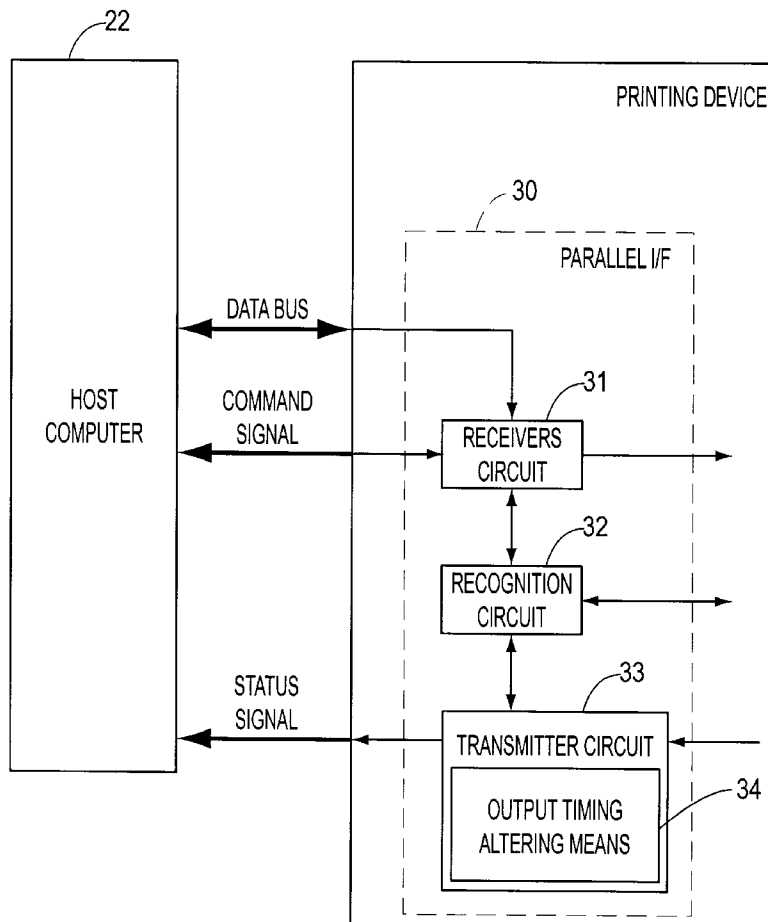 22
PRINTING DEVICE
30
PARALLEL I/F
DATA BUS
31
HOST
COMPUTER
COMMAND
SIGNAL
RECEIVERS
CIRCUIT
32
RECOGNITION
CIRCUIT
STATUS
SIGNAL
33
TRANSMITTER CIRCUIT
34
OUTPUT TIMING
ALTERING MEANS